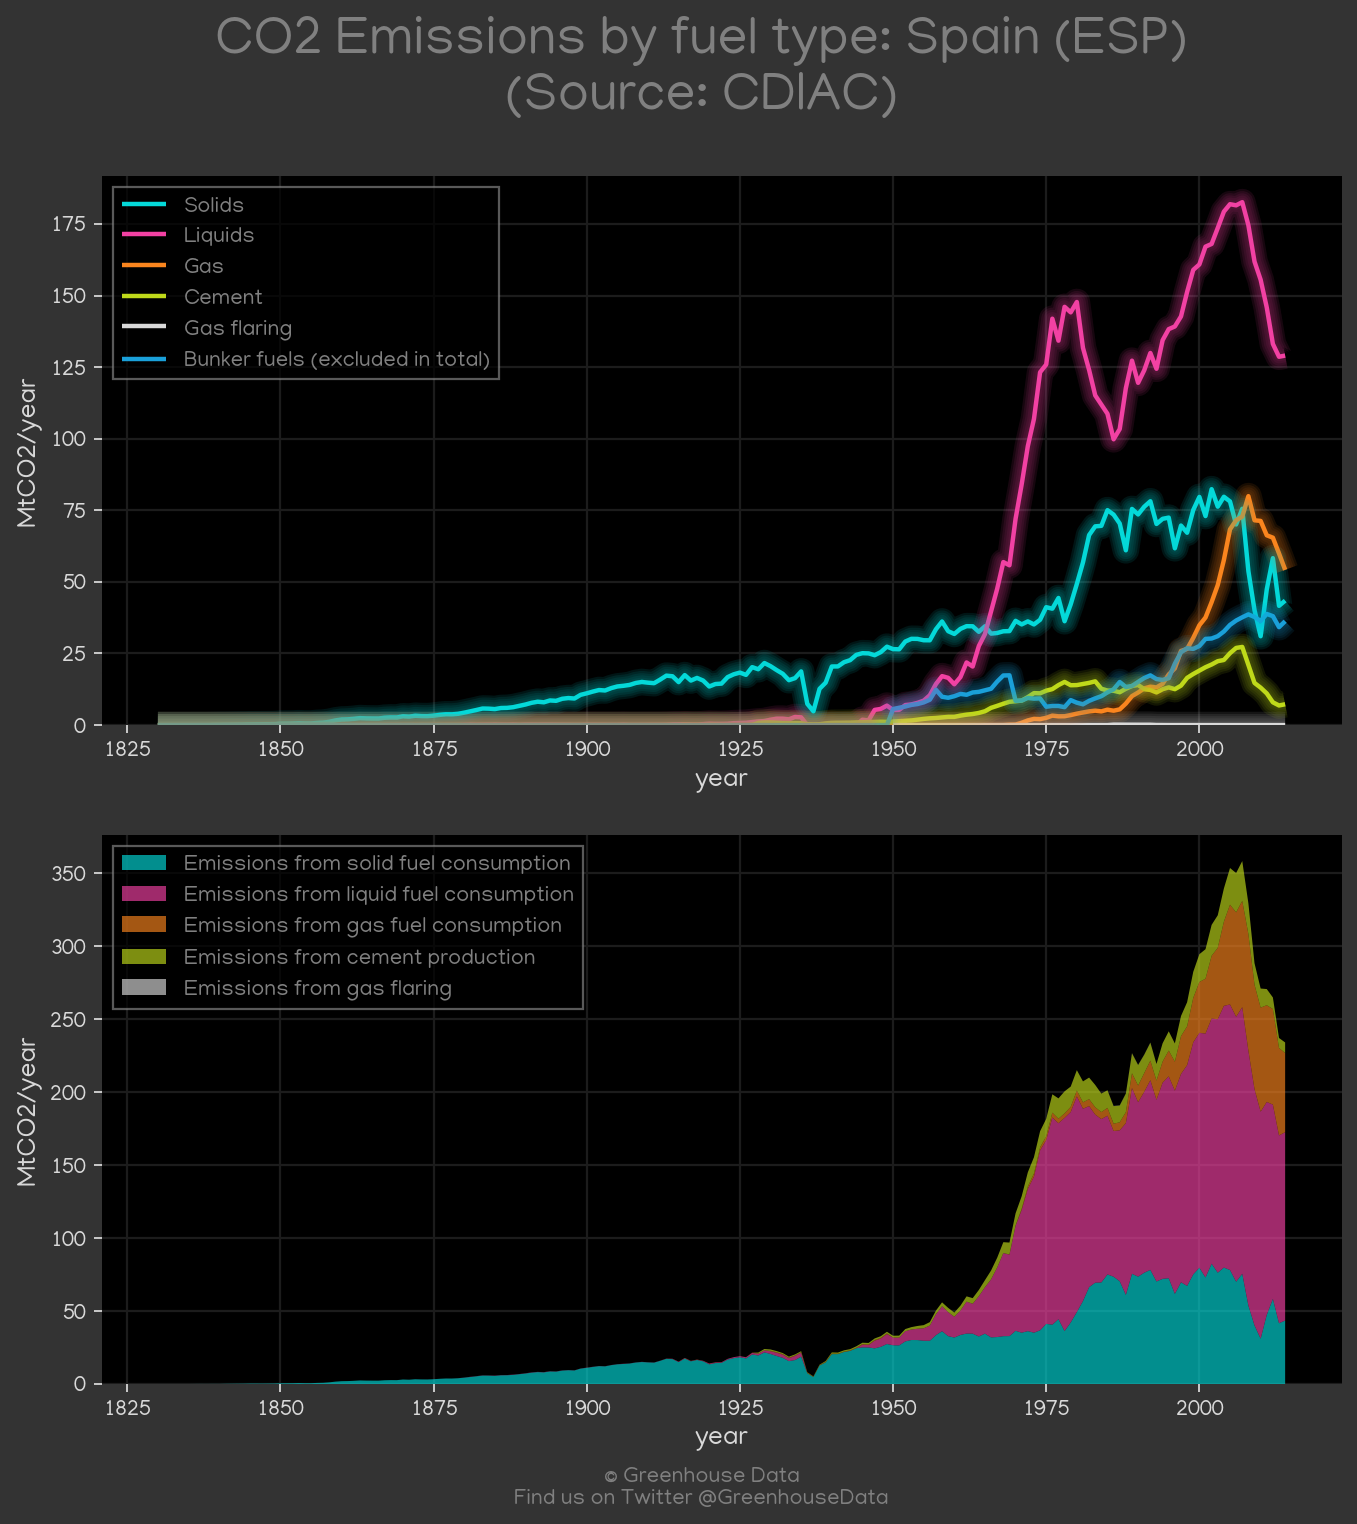 CO2 Emissions by fuel type: Spain (ESP)
(Source: CDIAC)
Solids
Liquids
Gas
Cement
Gas flaring
Bunker fuels (excluded in total)
MtCO2/year
175
150
125
100
75
50
25
0
1825 1850 1875 1900 1925 1950 1975 2000
year
Emissions from solid fuel consumption
Emissions from liquid fuel consumption
Emissions from gas fuel consumption
Emissions from cement production
Emissions from gas flaring
MtCO2/year
350
300
250
200
150
100
50
0
1825 1850 1875 1900 1925 1950 1975 2000
year
© Greenhouse Data
Find us on Twitter @GreenhouseData